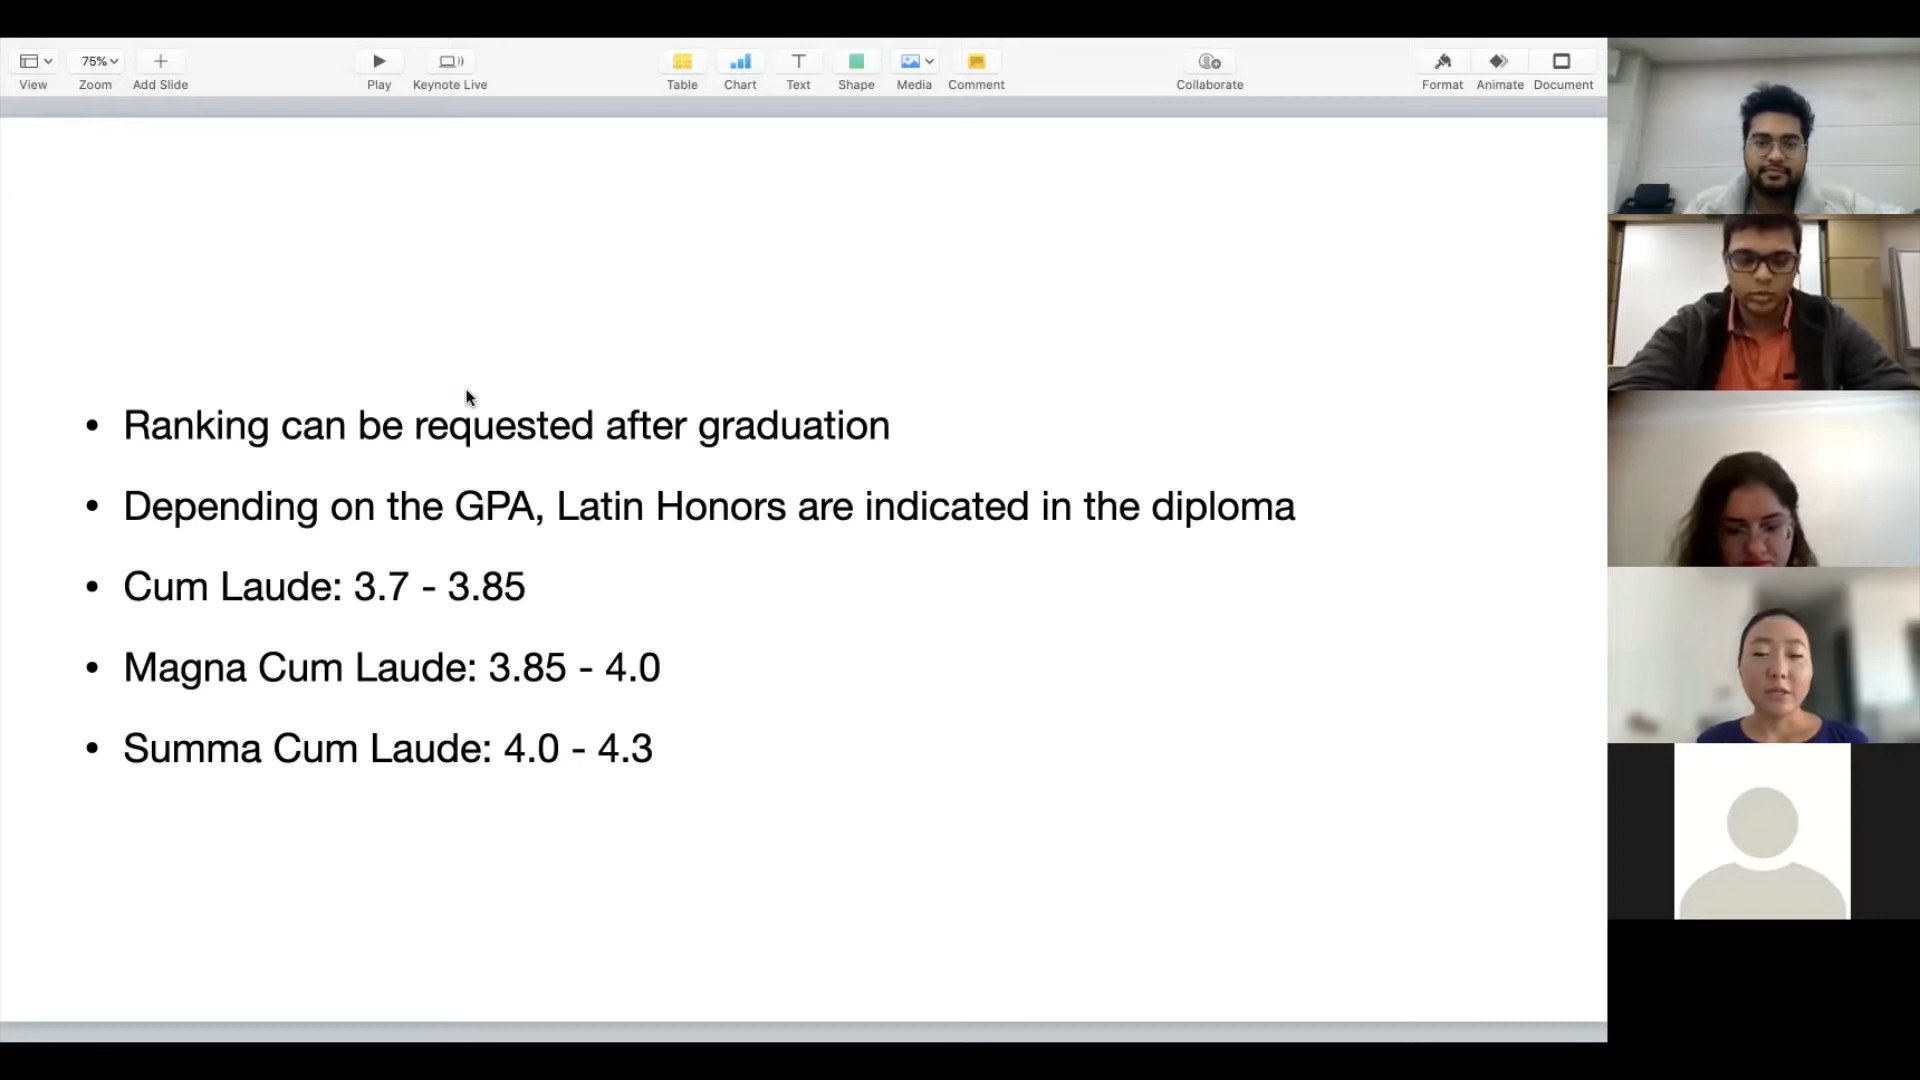 View
75%
Zoom
Add Slide
Play
Keynote Live
Table
Chart
T
Text
Shape
Media
Comment
Collaborate
Format
Animate
Document
• Ranking can be requested after graduation
• Depending on the GPA, Latin Honors are indicated in the diploma
• Cum Laude: 3.7 - 3.85
• Magna Cum Laude: 3.85 - 4.0
• Summa Cum Laude: 4.0 - 4.3